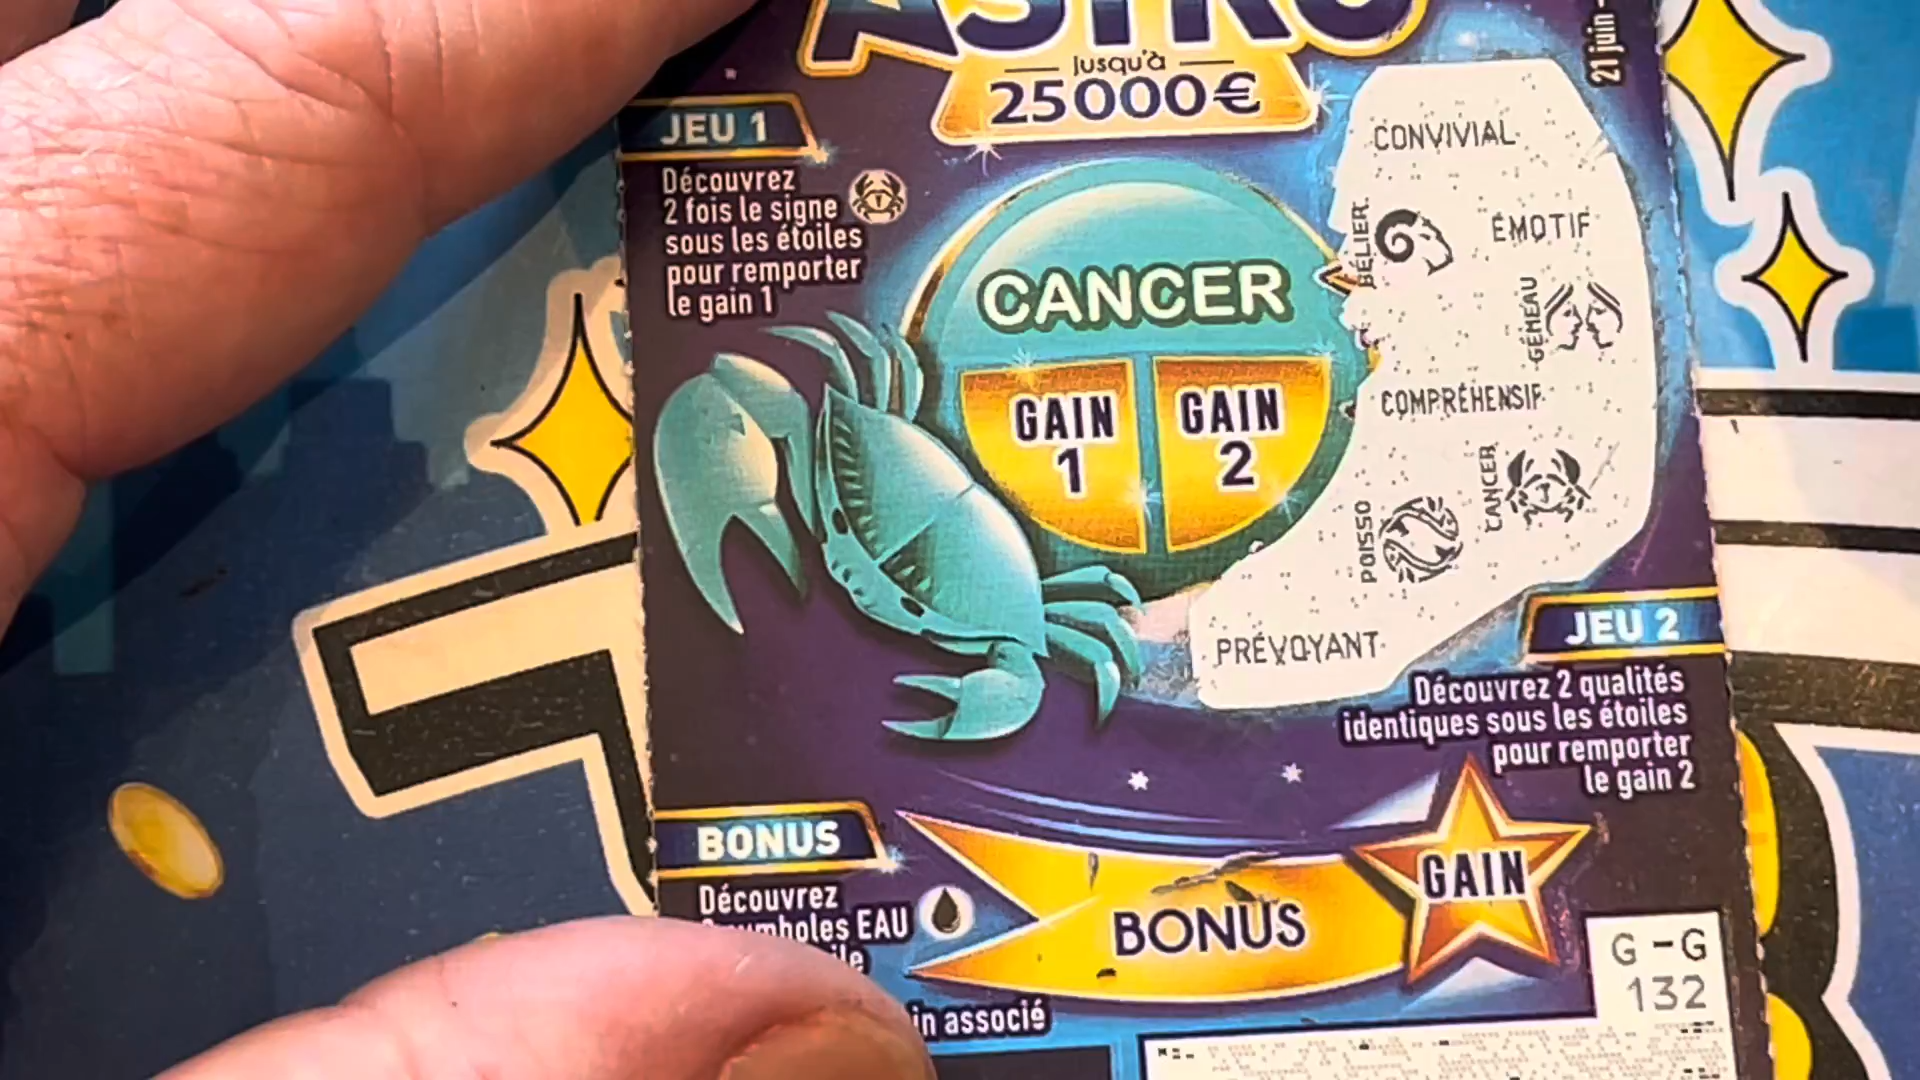 ASTRO
Jusqu'à
25000€
21 juin -
JEU 1
Découvrez
2 fois le signe
sous les étoiles
pour remporter
le gain 1
CANCER
GAIN
1
GAIN
2
CONVIVIAL
BÉLIER
ÉMOTIF
GÉMEAU
COMPRÉHENSIF
CANCER
POISSO
PRÉVOYANT
JEU 2
Découvrez 2 qualités
identiques sous les étoiles
pour remporter
le gain 2
BONUS
Découvrez
symboles EAU
in associé
BONUS
GAIN
G - G
132